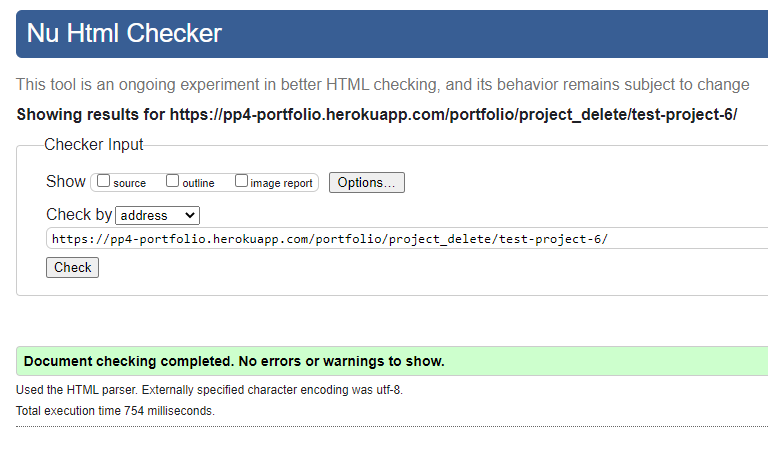 Nu Html Checker
This tool is an ongoing experiment in better HTML checking, and its behavior remains subject to change
Showing results for https://pp4-portfolio.herokuapp.com/portfolio/project_delete/test-project-6/
Checker Input
Show source outline image report Options...
Check by address
https://pp4-portfolio.herokuapp.com/portfolio/project_delete/test-project-6/
Check
Document checking completed. No errors or warnings to show.
Used the HTML parser. Externally specified character encoding was utf-8.
Total execution time 754 milliseconds.